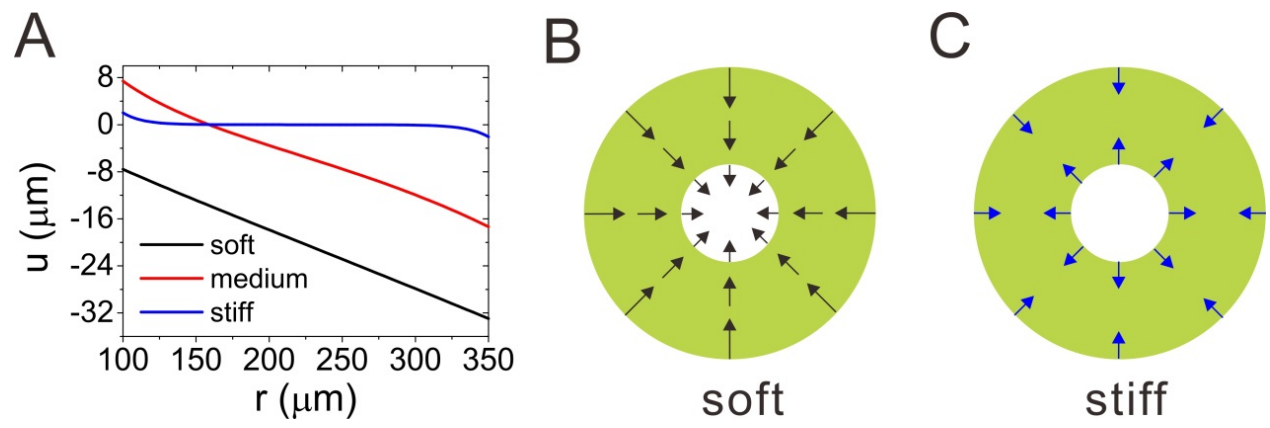 A
B
C
8
0
-8
-16
-24
-32
u (μm)
soft
medium
stiff
100 150 200 250 300 350
r (μm)
soft
stiff